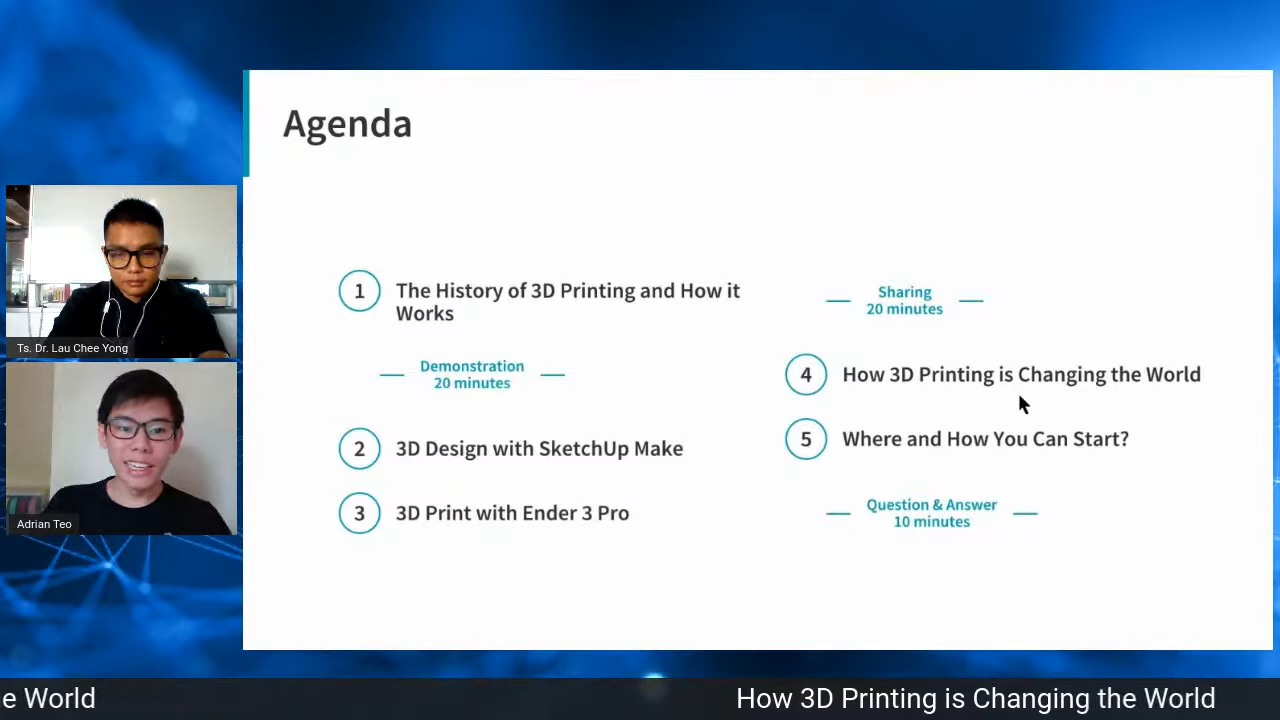 Agenda
1
The History of 3D Printing and How it
Works
Demonstration
20 minutes
2
3D Design with SketchUp Make
3
3D Print with Ender 3 Pro
Sharing
20 minutes
4
How 3D Printing is Changing the World
5
Where and How You Can Start?
Question & Answer
10 minutes
Ts. Dr. Lau Chee Yong
Adrian Teo
e World
How 3D Printing is Changing the World